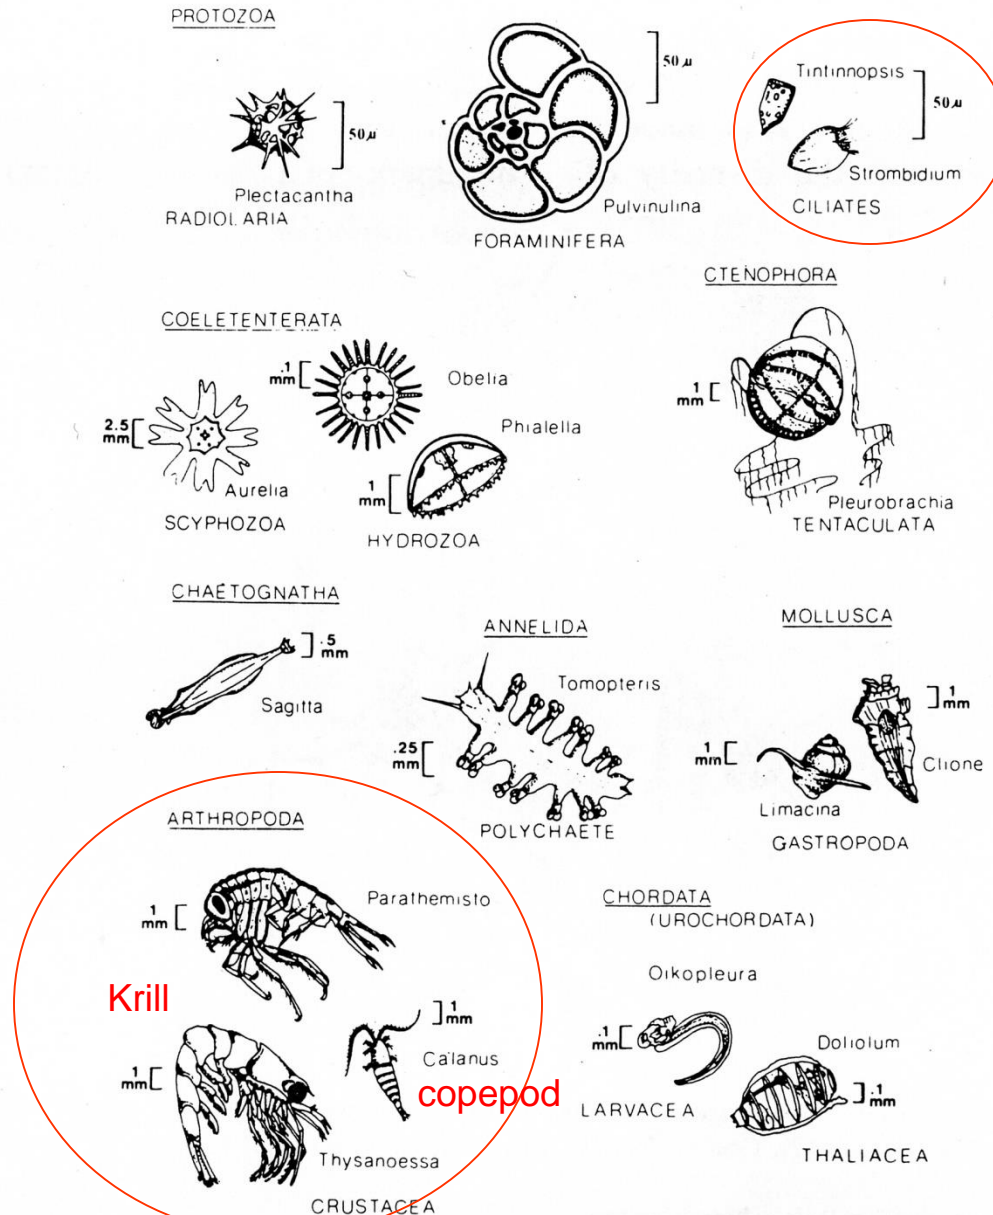 PROTOZOA
50µ
Plectacantha
RADIOLARIA
50µ
Pulvinulina
FORAMINIFERA
Tintinnopsis
50µ
Strombidium
CILIATES
COELETENTERATA
2.5
mm
Aurelia
SCYPHOZOA
.1
mm
Obelia
Phialella
1
mm
HYDROZOA
CTENOPHORA
1
mm
Pleurobrachia
TENTACULATA
CHAETOGNATHA
.5
mm
Sagitta
ANNELIDA
Tomopteris
.25
mm
POLYCHAETE
MOLLUSCA
1
mm
1
mm
Clione
Limacina
GASTROPODA
ARTHROPODA
1
mm
Parathemisto
Krill
1
mm
Calanus
copepod
1
mm
Thysanoessa
CRUSTACEA
CHORDATA
(UROCHORDATA)
Oikopleura
.1
mm
LARVACEA
Doliolum
.1
mm
THALIACEA